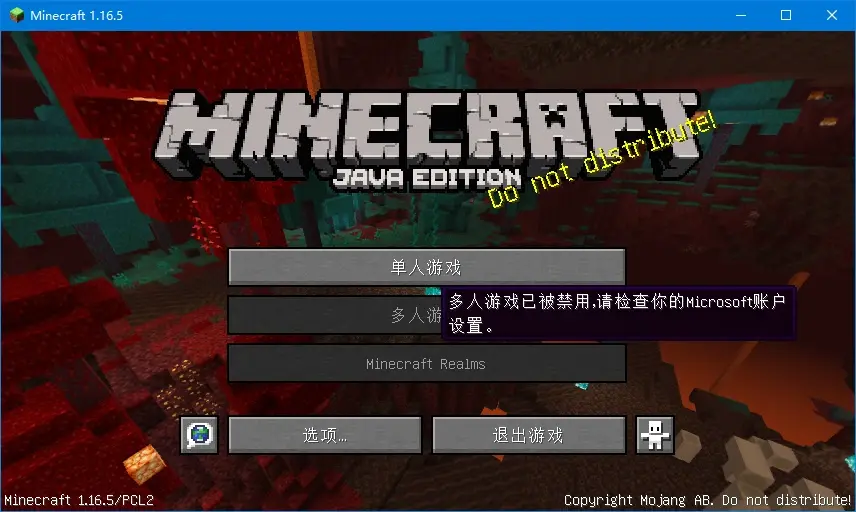 Minecraft 1.16.5
MINECRAFT
JAVA EDITION
Do not distribute!
单人游戏
多人游
多人游戏已被禁用,请检查你的Microsoft账户
设置。
Minecraft Realms
选项...
退出游戏
Minecraft 1.16.5/PCL2
Copyright Mojang AB. Do not distribute!